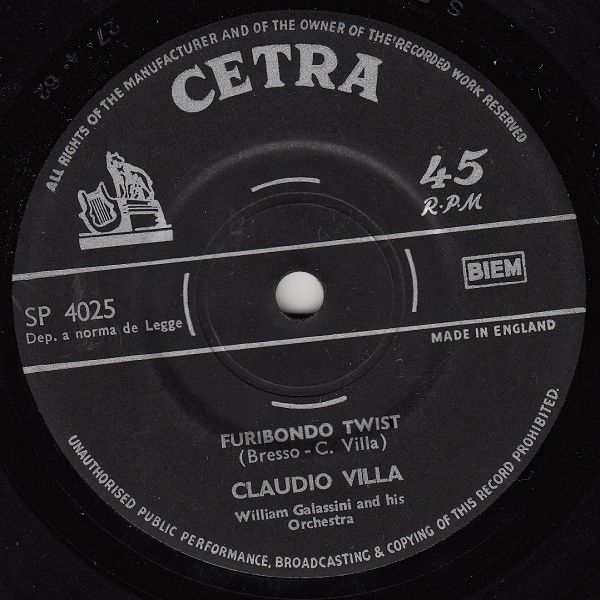 ALL RIGHTS OF THE MANUFACTURER AND OF THE OWNER OF THE RECORDED WORK RESERVED
CETRA
45
R.P.M
BIEM
SP 4025
Dep. a norma de Legge
MADE IN ENGLAND
FURIBONDO TWIST
(Bresso - C. Villa)
CLAUDIO VILLA
William Galassini and his
Orchestra
UNAUTHORISED PUBLIC PERFORMANCE, BROADCASTING & COPYING OF THIS RECORD PROHIBITED.